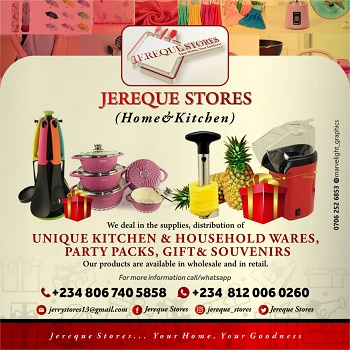 JEREQUE STORES
JEREQUE STORES
(Home&Kitchen)
0706 252 6853 @marvelight_graphics
We deal in the supplies, distribution of
UNIQUE KITCHEN & HOUSEHOLD WARES,
PARTY PACKS, GIFT& SOUVENIRS
Our products are available in wholesale and in retail.
For more information call/whatsapp
+234 806 740 5858 +234 812 006 0260
jerrystores13@gmail.com Jereque Stores jereque_stores Jereque Stores
Jereque Stores... Your Home, Your Goodness